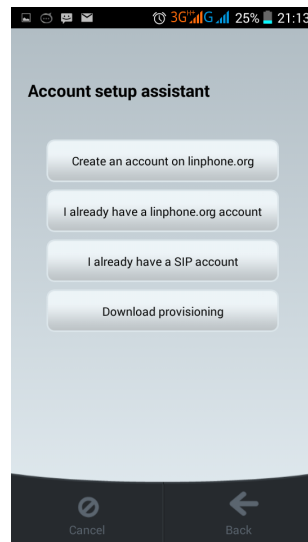 3G G 25% 21:13
Account setup assistant
Create an account on linphone.org
I already have a linphone.org account
I already have a SIP account
Download provisioning
Cancel Back